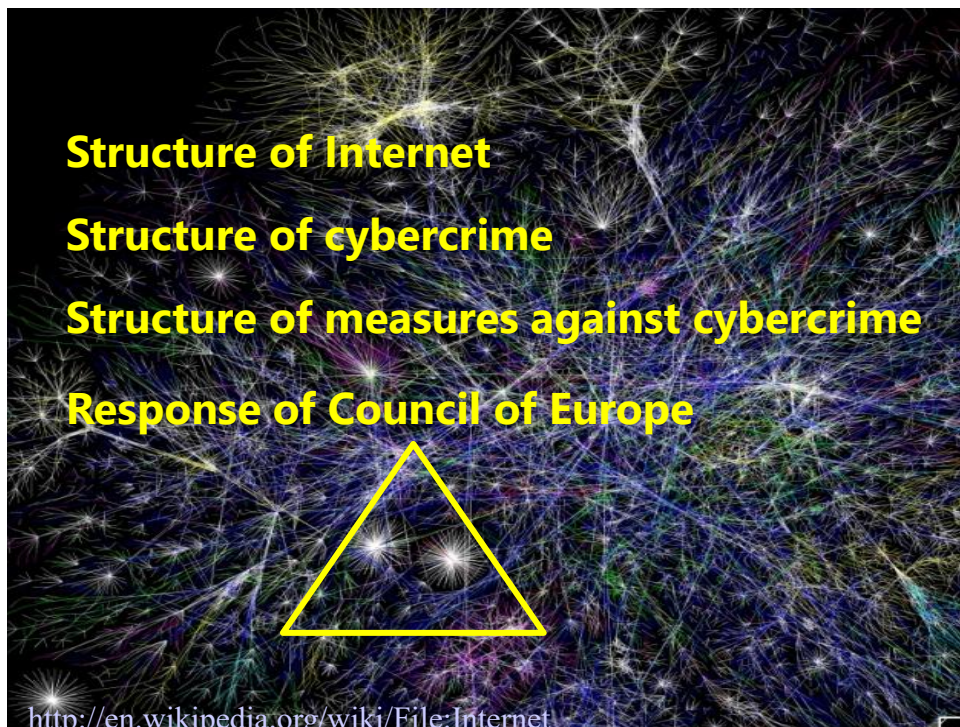 Structure of Internet
Structure of cybercrime
Structure of measures against cybercrime
Response of Council of Europe
http://en.wikipedia.org/wiki/File:Internet